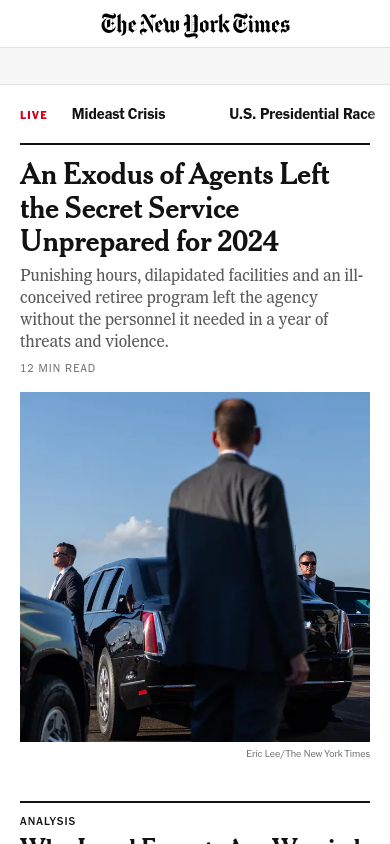 The New York Times
LIVE
Mideast Crisis
U.S. Presidential Race
An Exodus of Agents Left
the Secret Service
Unprepared for 2024
Punishing hours, dilapidated facilities and an ill-
conceived retiree program left the agency
without the personnel it needed in a year of
threats and violence.
12 MIN READ
Eric Lee/The New York Times
ANALYSIS